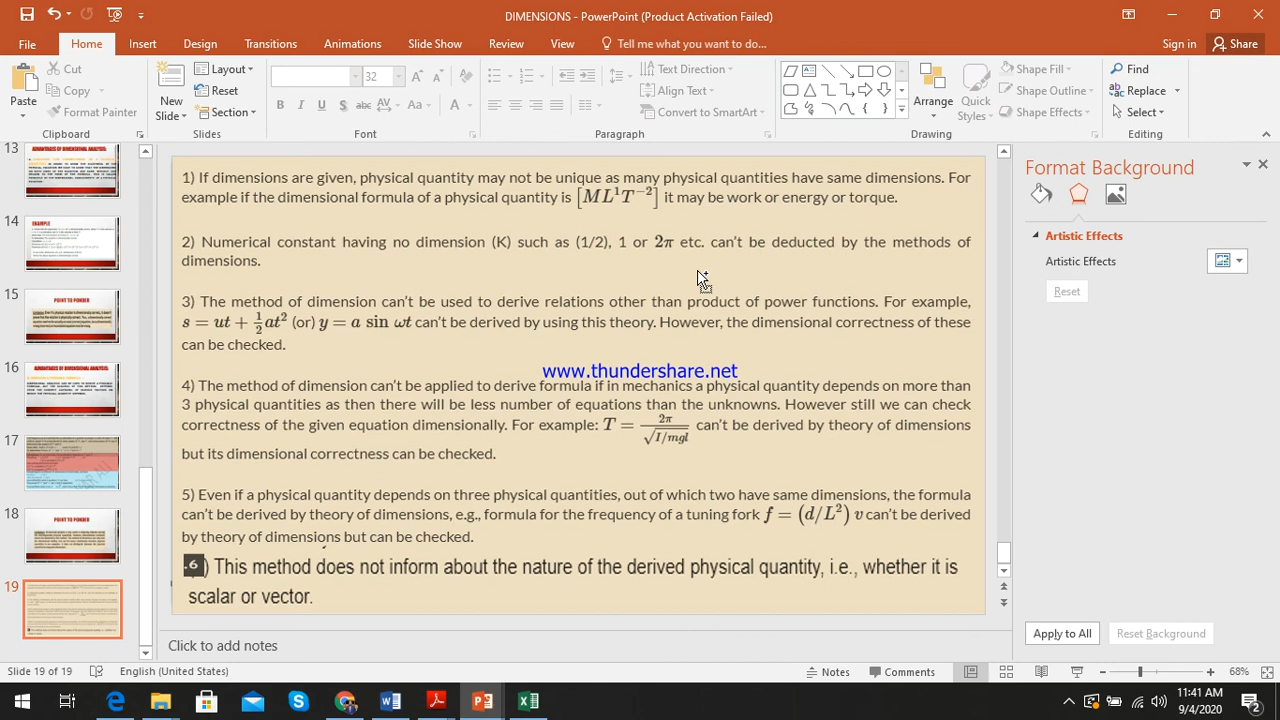 DIMENSIONS - PowerPoint (Product Activation Failed)
File Home Insert Design Transitions Animations Slide Show Review View Tell me what you want to do... Sign in Share
Paste Cut Copy Format Painter Clipboard
New Slide Layout Reset Section Slides
32 Font
Text Direction Align Text Convert to SmartArt Paragraph
Arrange Quick Styles Shape Fill Shape Outline Shape Effects Drawing
Find Replace Select Editing
13
14
EXAMPLE
15
POINT TO PONDER
16
17
18
POINT TO PONDER
19
1) If dimensions are given, physical quantity may not be unique as many physical quantities have same dimensions. For
example if the dimensional formula of a physical quantity is [ML¹T⁻²] it may be work or energy or torque.
2) Numerical constant having no dimension (K) such as (1/2), 1 or 2π etc. can't be deducted by the methods of
dimensions.
3) The method of dimension can't be used to derive relations other than product of power functions. For example,
s = ut + 1/2 at² (or) y = a sin ωt can't be derived by using this theory. However, the dimensional correctness of these
can be checked.
www.thundershare.net
4) The method of dimension can't be applied to derive formula if in mechanics a physical quantity depends on more than
3 physical quantities as then there will be less number of equations than the unknowns. However still we can check
correctness of the given equation dimensionally. For example: T = 2π/√I/mgl can't be derived by theory of dimensions
but its dimensional correctness can be checked.
5) Even if a physical quantity depends on three physical quantities, out of which two have same dimensions, the formula
can't be derived by theory of dimensions, e.g., formula for the frequency of a tuning fork f = (d/L²) v can't be derived
by theory of dimensions but can be checked.
6) This method does not inform about the nature of the derived physical quantity, i.e., whether it is
scalar or vector.
Click to add notes
Format Background
Artistic Effects
Artistic Effects
Reset
Apply to All Reset Background
Slide 19 of 19 English (United States) Notes Comments 68%
11:41 AM
9/4/2020
2